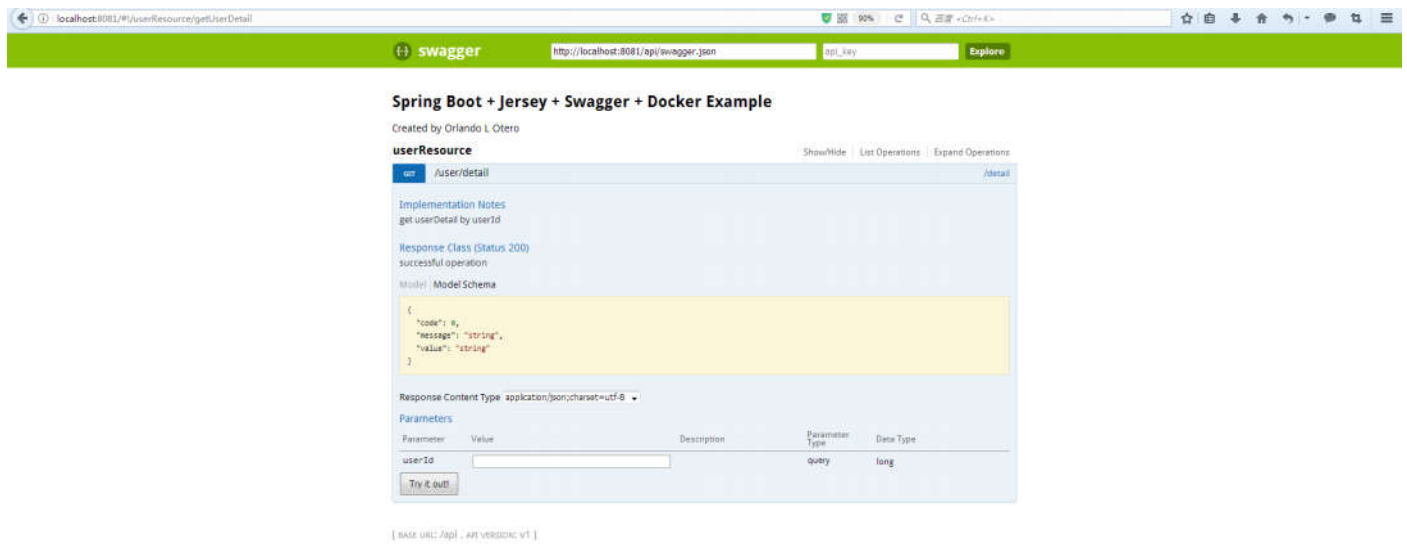 localhost:8081/#!/userResource/getUserDetail 90% 百度 <Ctrl+K>
swagger http://localhost:8081/api/swagger.json api_key Explore
Spring Boot + Jersey + Swagger + Docker Example
Created by Orlando L Otero
userResource Show/Hide List Operations Expand Operations
GET /user/detail /detail
Implementation Notes
get userDetail by userId
Response Class (Status 200)
successful operation
Model Model Schema
{
"code": 0,
"message": "string",
"value": "string"
}
Response Content Type application/json;charset=utf-8
Parameters
Parameter Value Description Parameter Type Data Type
userId query long
Try it out!
[ BASE URL: /api , API VERSION: V1 ]